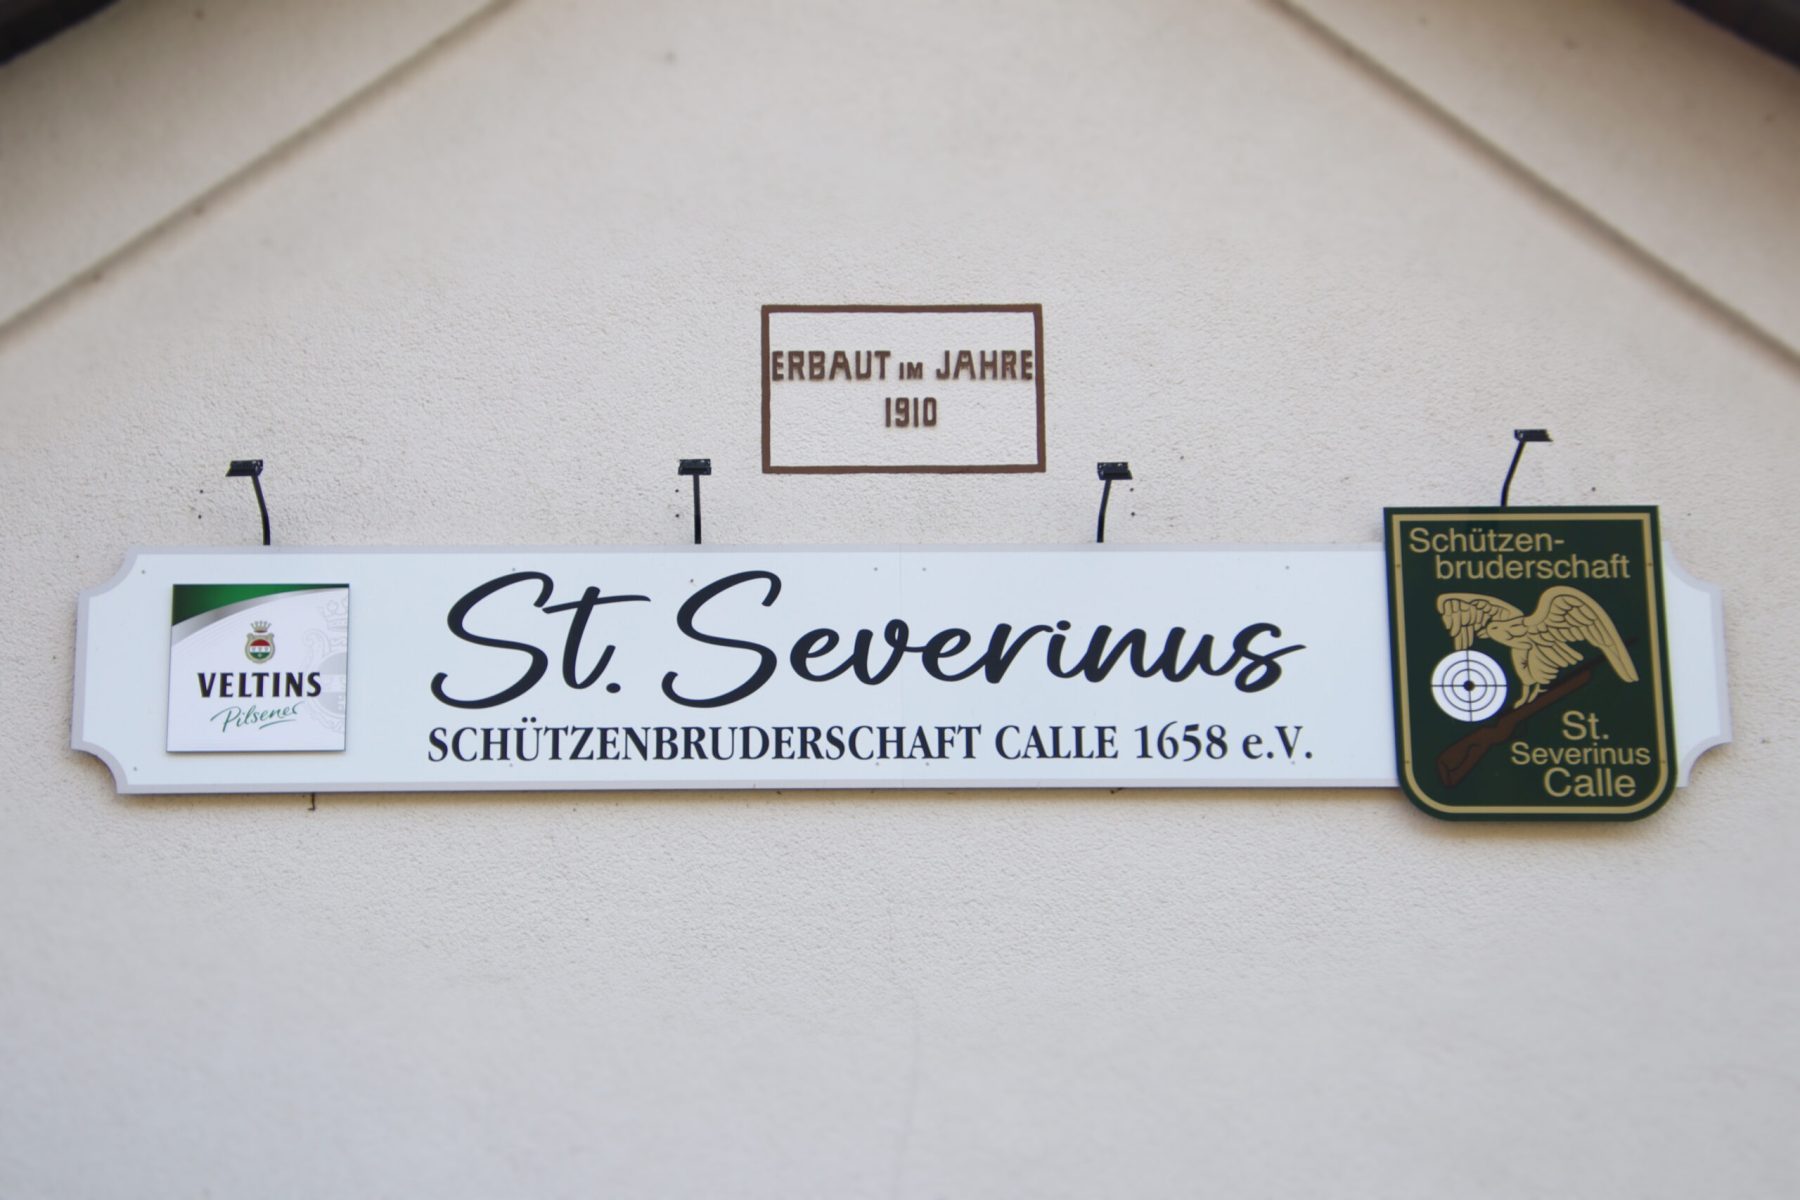 ERBAUT IM JAHRE
1910
VELTINS
Pilsener
St. Severinus
SCHÜTZENBRUDERSCHAFT CALLE 1658 e.V.
Schützen-
bruderschaft
St.
Severinus
Calle